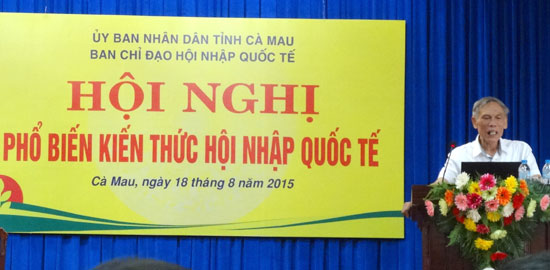 ỦY BAN NHÂN DÂN TỈNH CÀ MAU
BAN CHỈ ĐẠO HỘI NHẬP QUỐC TẾ
HỘI NGHỊ
PHỔ BIẾN KIẾN THỨC HỘI NHẬP QUỐC TẾ
Cà Mau, ngày 18 tháng 8 năm 2015